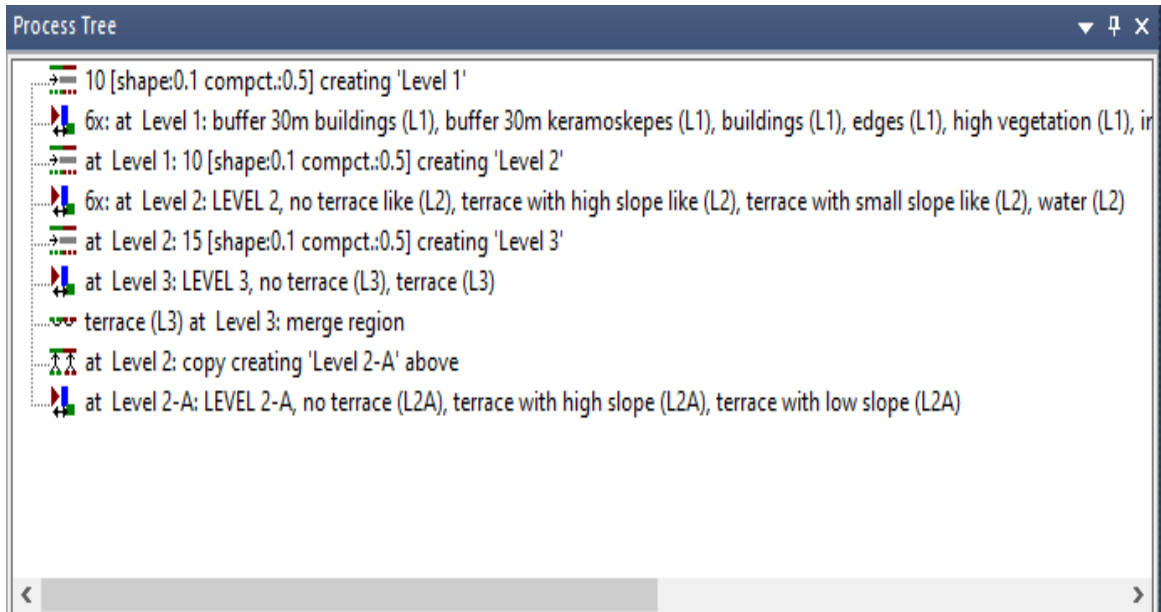 Process Tree
10 [shape:0.1 compct.:0.5] creating 'Level 1'
6x: at Level 1: buffer 30m buildings (L1), buffer 30m keramoskepes (L1), buildings (L1), edges (L1), high vegetation (L1),
at Level 1: 10 [shape:0.1 compct.:0.5] creating 'Level 2'
6x: at Level 2: LEVEL 2, no terrace like (L2), terrace with high slope like (L2), terrace with small slope like (L2), water (L2)
at Level 2: 15 [shape:0.1 compct.:0.5] creating 'Level 3'
at Level 3: LEVEL 3, no terrace (L3), terrace (L3)
terrace (L3) at Level 3: merge region
at Level 2: copy creating 'Level 2-A' above
at Level 2-A: LEVEL 2-A, no terrace (L2A), terrace with high slope (L2A), terrace with low slope (L2A)